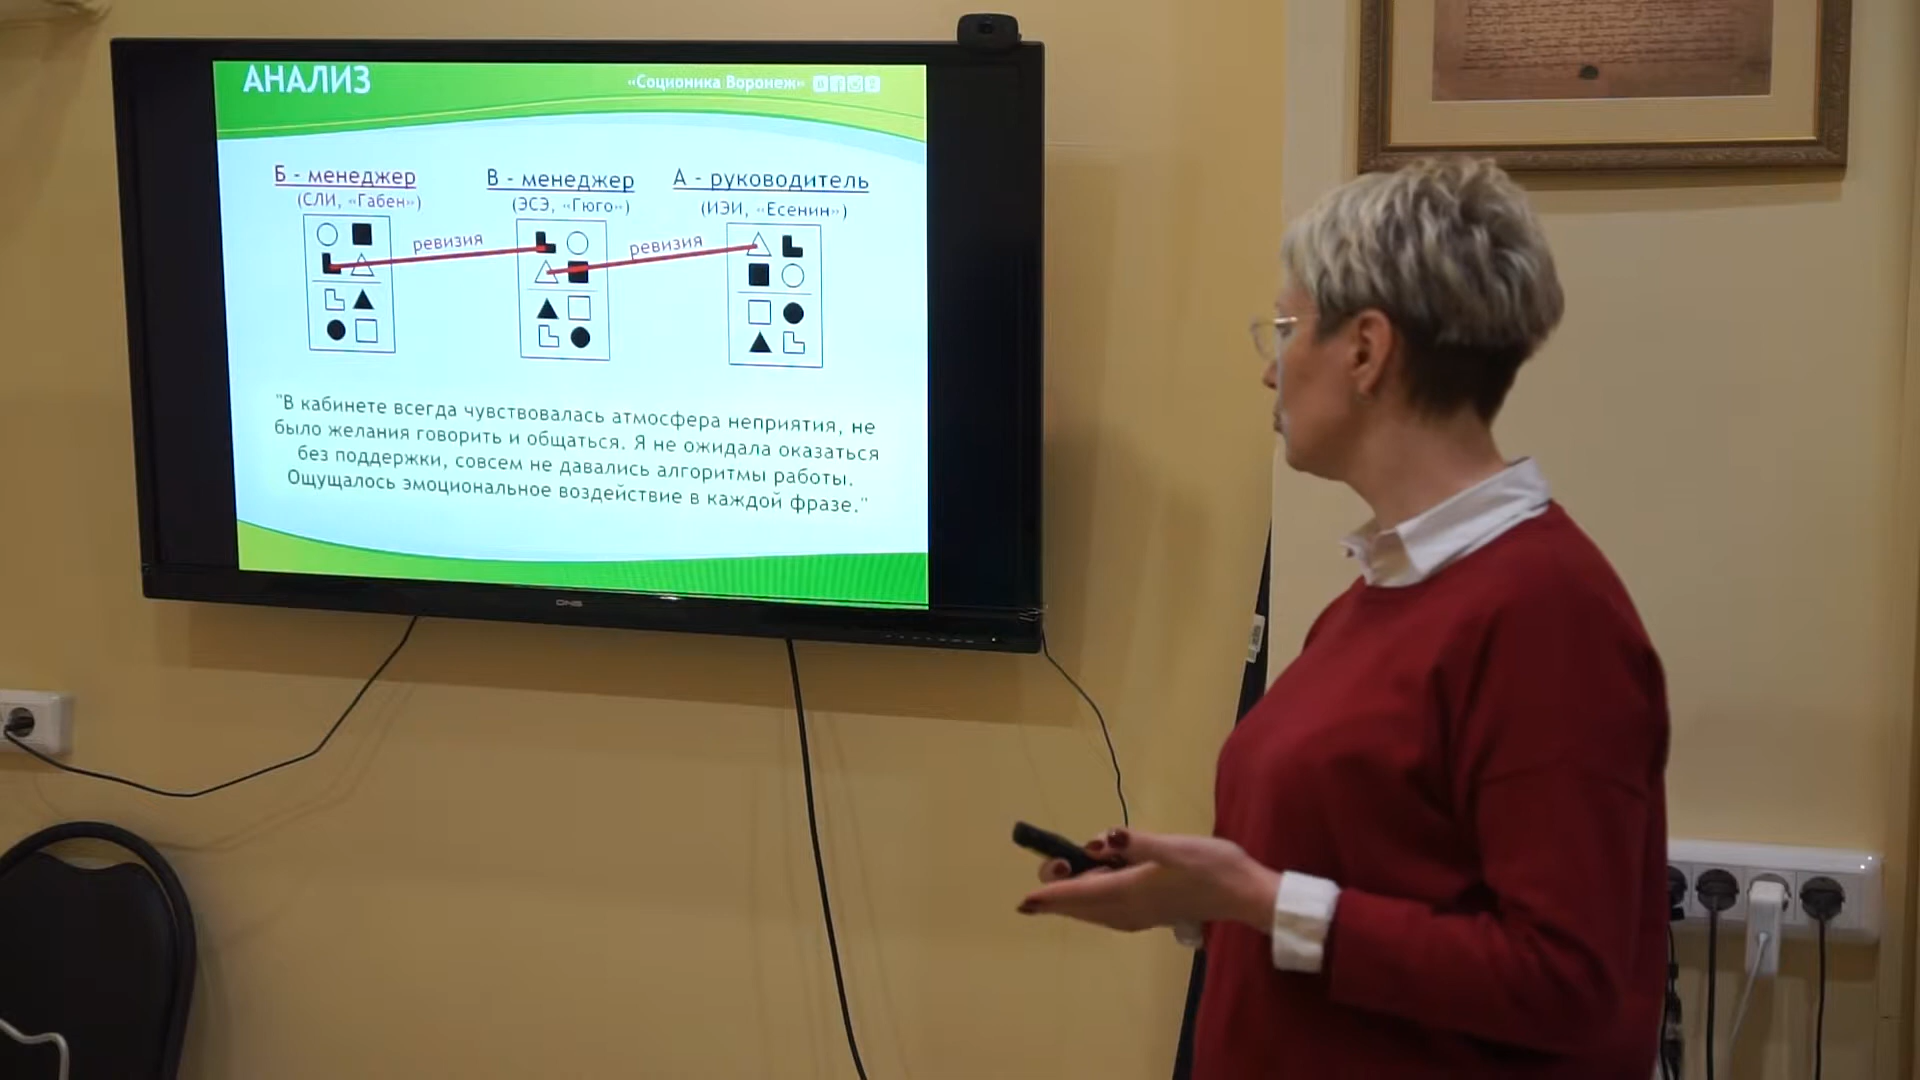 АНАЛИЗ
«Соционика Воронеж»
Б - менеджер
(СЛИ, «Габен»)
В - менеджер
(ЭСЭ, «Гюго»)
А - руководитель
(ИЭИ, «Есенин»)
ревизия
ревизия
"В кабинете всегда чувствовалась атмосфера неприятия, не
было желания говорить и общаться. Я не ожидала оказаться
без поддержки, совсем не давались алгоритмы работы.
Ощущалось эмоциональное воздействие в каждой фразе."
DNS